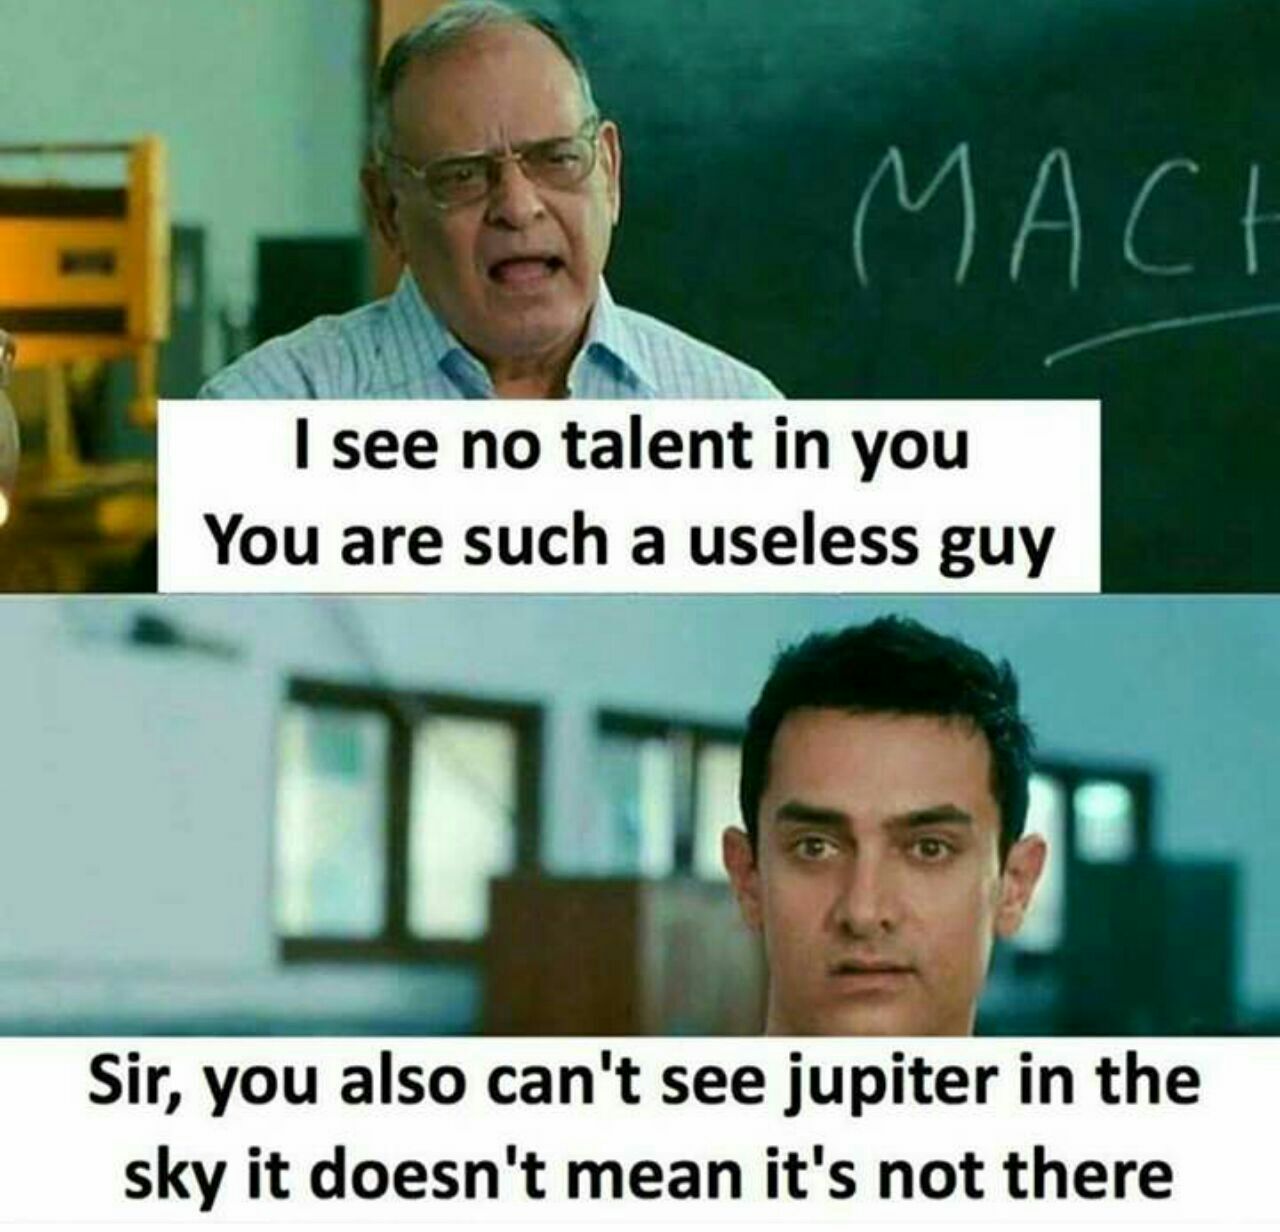 MACH
I see no talent in you
You are such a useless guy
Sir, you also can't see jupiter in the
sky it doesn't mean it's not there